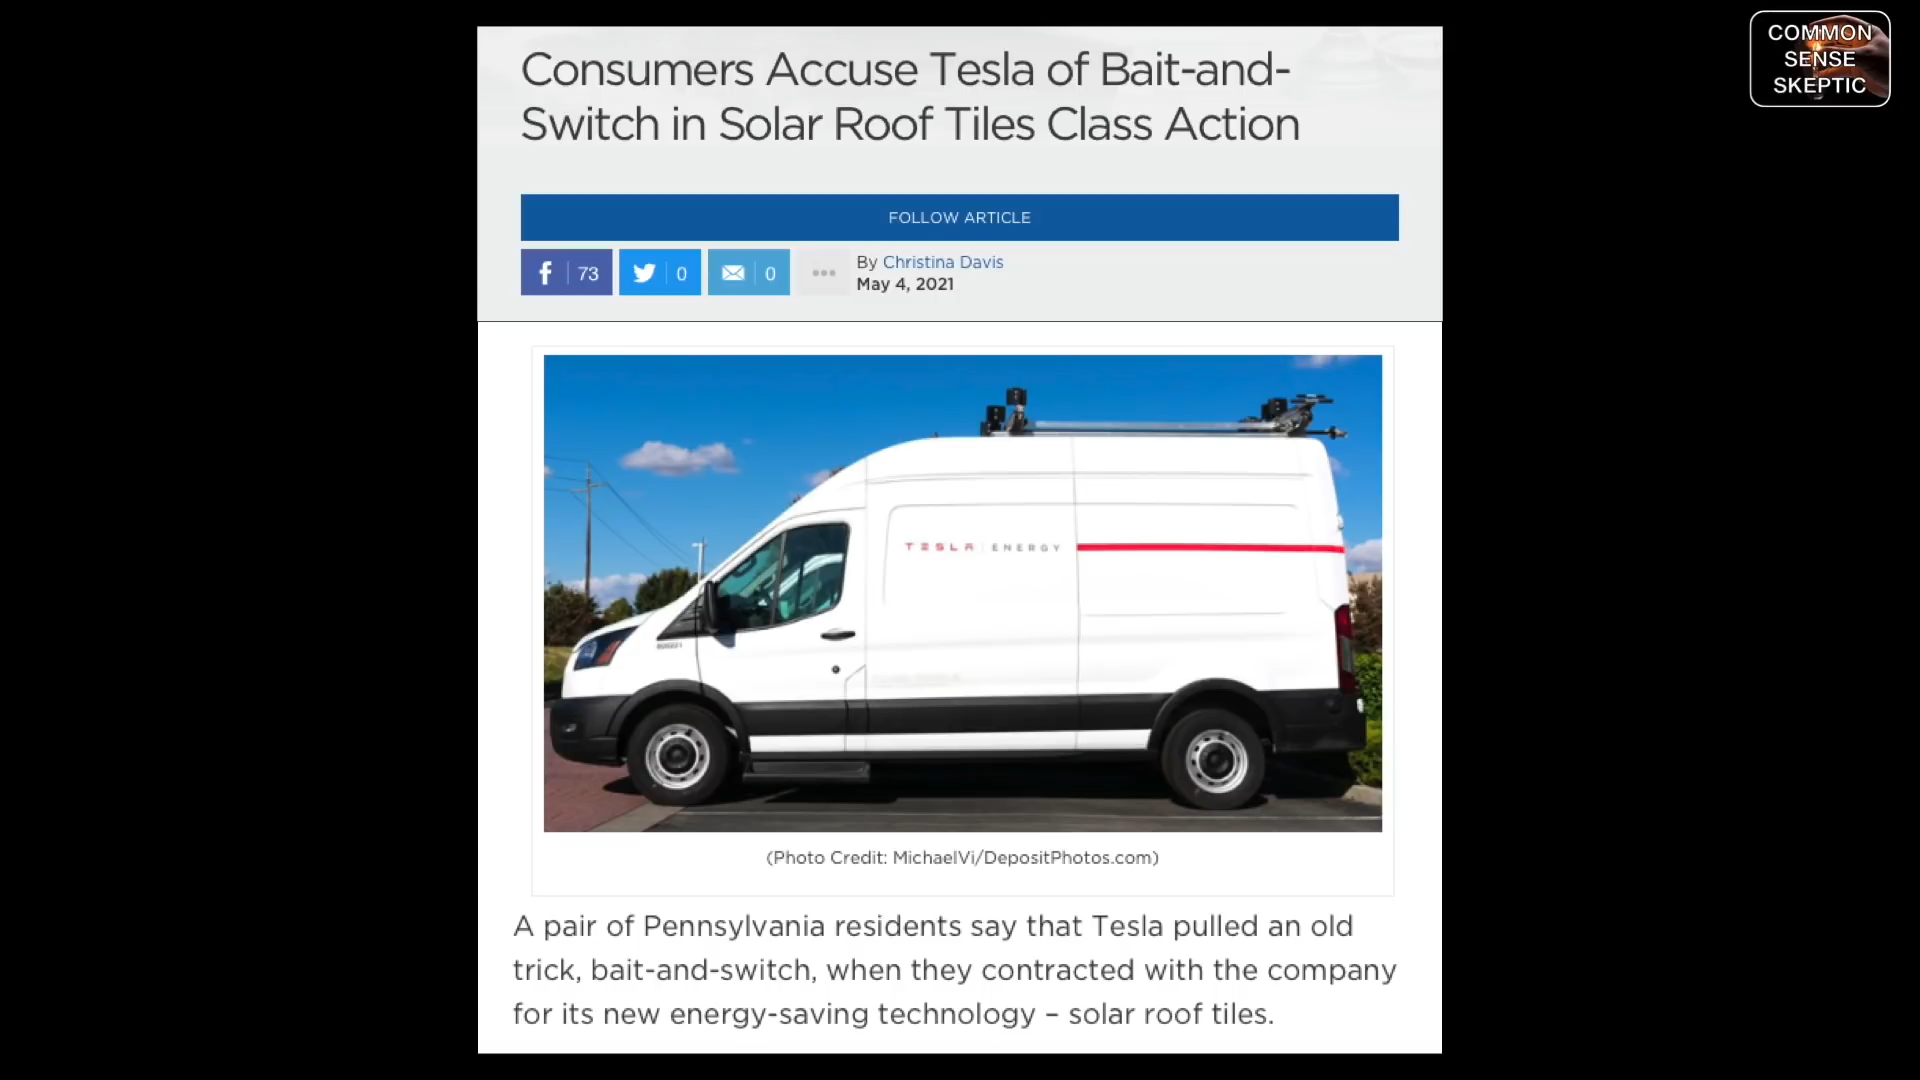 COMMON
SENSE
SKEPTIC
Consumers Accuse Tesla of Bait-and-
Switch in Solar Roof Tiles Class Action
FOLLOW ARTICLE
73
0
0
By Christina Davis
May 4, 2021
TESLA ENERGY
(Photo Credit: MichaelVi/DepositPhotos.com)
A pair of Pennsylvania residents say that Tesla pulled an old
trick, bait-and-switch, when they contracted with the company
for its new energy-saving technology – solar roof tiles.